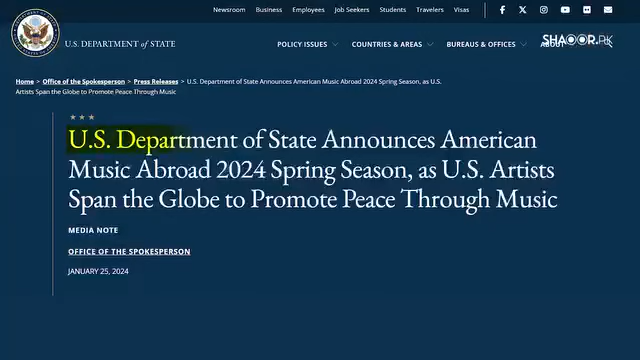 Newsroom Business Employees Job Seekers Students Travelers Visas
U.S. DEPARTMENT of STATE
POLICY ISSUES COUNTRIES & AREAS BUREAUS & OFFICES ABOUT
SHAOOR.PK
Home > Office of the Spokesperson > Press Releases > U.S. Department of State Announces American Music Abroad 2024 Spring Season, as U.S.
Artists Span the Globe to Promote Peace Through Music
U.S. Department of State Announces American
Music Abroad 2024 Spring Season, as U.S. Artists
Span the Globe to Promote Peace Through Music
MEDIA NOTE
OFFICE OF THE SPOKESPERSON
JANUARY 25, 2024